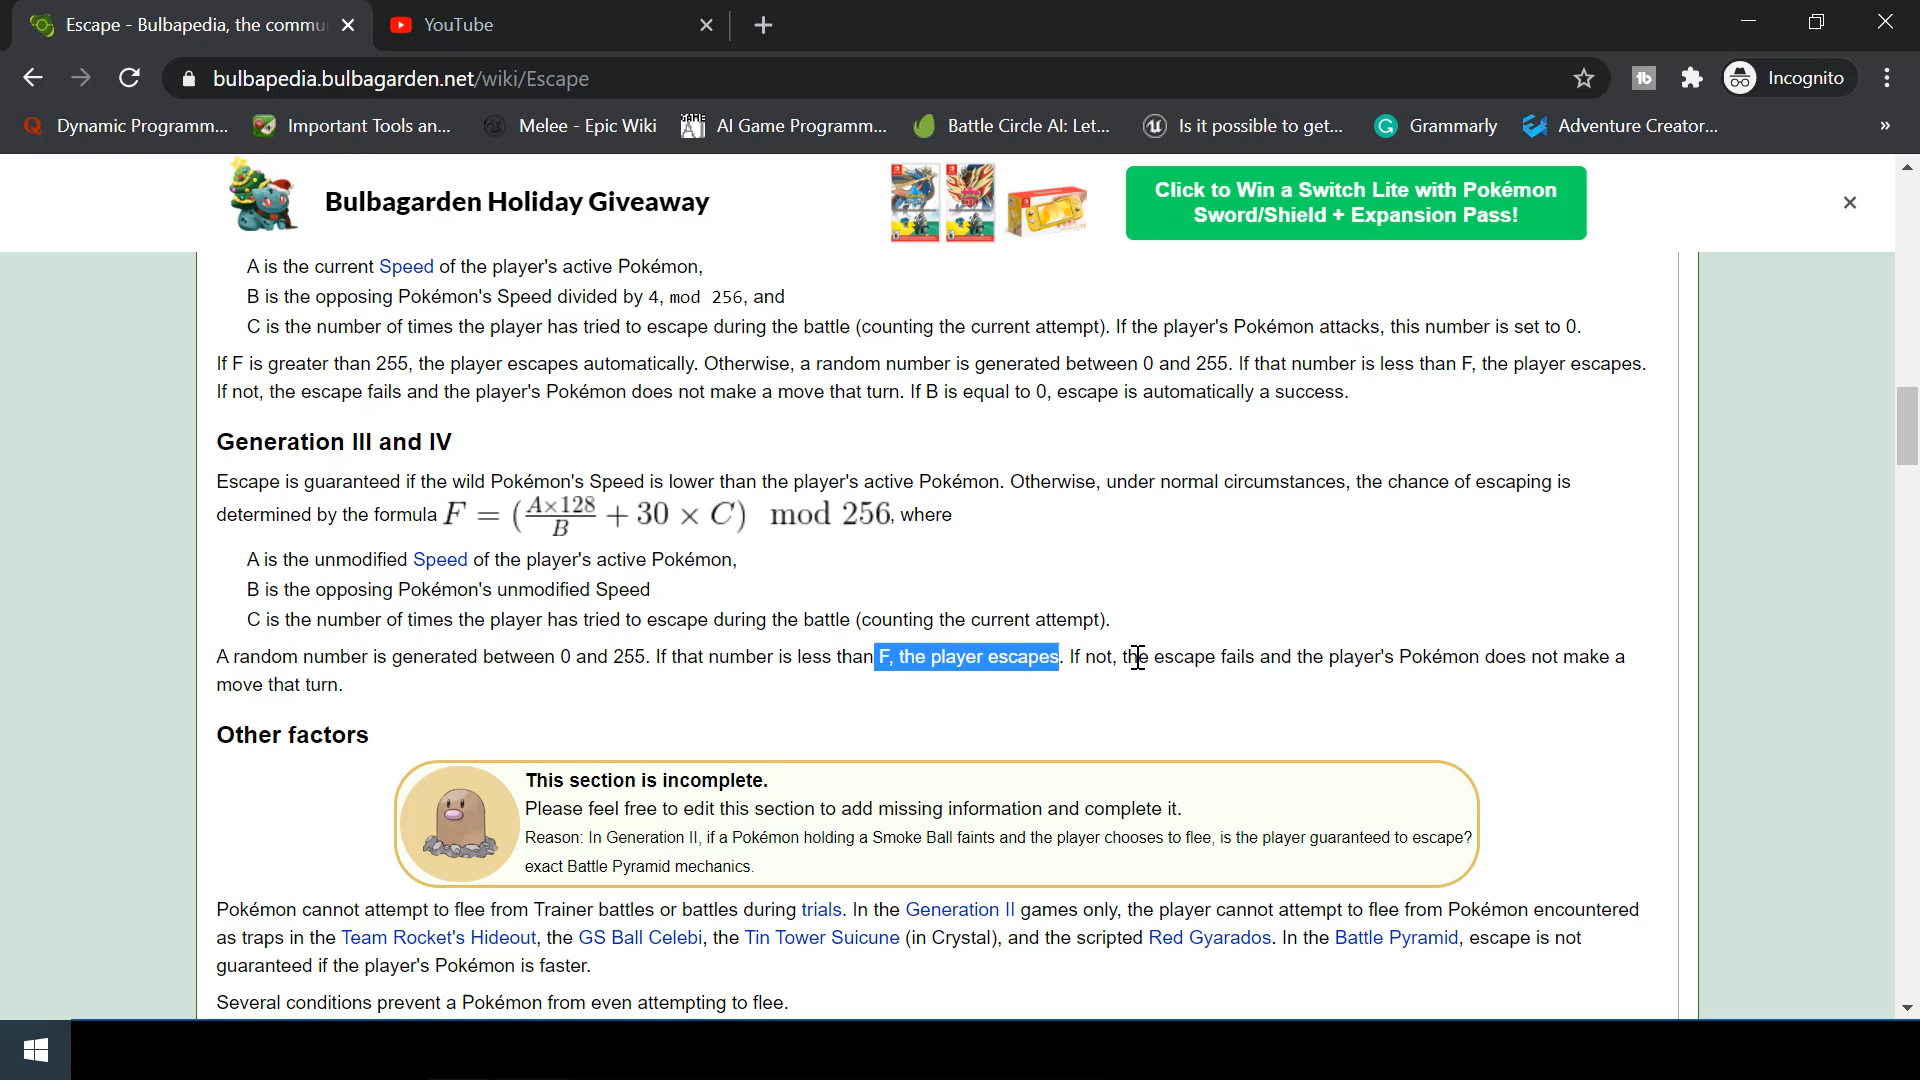 Escape - Bulbapedia, the commu
YouTube
bulbapedia.bulbagarden.net/wiki/Escape
Incognito
Dynamic Programm...
Important Tools an...
Melee - Epic Wiki
AI Game Programm...
Battle Circle AI: Let...
Is it possible to get...
Grammarly
Adventure Creator...
»
Bulbagarden Holiday Giveaway
Click to Win a Switch Lite with Pokémon
Sword/Shield + Expansion Pass!
A is the current Speed of the player's active Pokémon,
B is the opposing Pokémon's Speed divided by 4, mod 256, and
C is the number of times the player has tried to escape during the battle (counting the current attempt). If the player's Pokémon attacks, this number is set to 0.
If F is greater than 255, the player escapes automatically. Otherwise, a random number is generated between 0 and 255. If that number is less than F, the player escapes.
If not, the escape fails and the player's Pokémon does not make a move that turn. If B is equal to 0, escape is automatically a success.
Generation III and IV
Escape is guaranteed if the wild Pokémon's Speed is lower than the player's active Pokémon. Otherwise, under normal circumstances, the chance of escaping is
determined by the formula F = (A×128/B + 30 × C) mod 256, where
A is the unmodified Speed of the player's active Pokémon,
B is the opposing Pokémon's unmodified Speed
C is the number of times the player has tried to escape during the battle (counting the current attempt).
A random number is generated between 0 and 255. If that number is less than F, the player escapes. If not, the escape fails and the player's Pokémon does not make a
move that turn.
Other factors
This section is incomplete.
Please feel free to edit this section to add missing information and complete it.
Reason: In Generation II, if a Pokémon holding a Smoke Ball faints and the player chooses to flee, is the player guaranteed to escape?
exact Battle Pyramid mechanics.
Pokémon cannot attempt to flee from Trainer battles or battles during trials. In the Generation II games only, the player cannot attempt to flee from Pokémon encountered
as traps in the Team Rocket's Hideout, the GS Ball Celebi, the Tin Tower Suicune (in Crystal), and the scripted Red Gyarados. In the Battle Pyramid, escape is not
guaranteed if the player's Pokémon is faster.
Several conditions prevent a Pokémon from even attempting to flee.